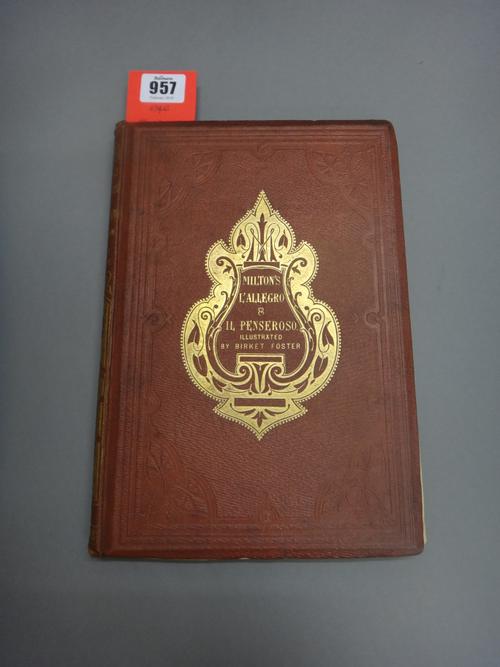 957
MILTON'S
L'ALLEGRO
&
IL PENSEROSO
ILLUSTRATED
BY BIRKET FOSTER